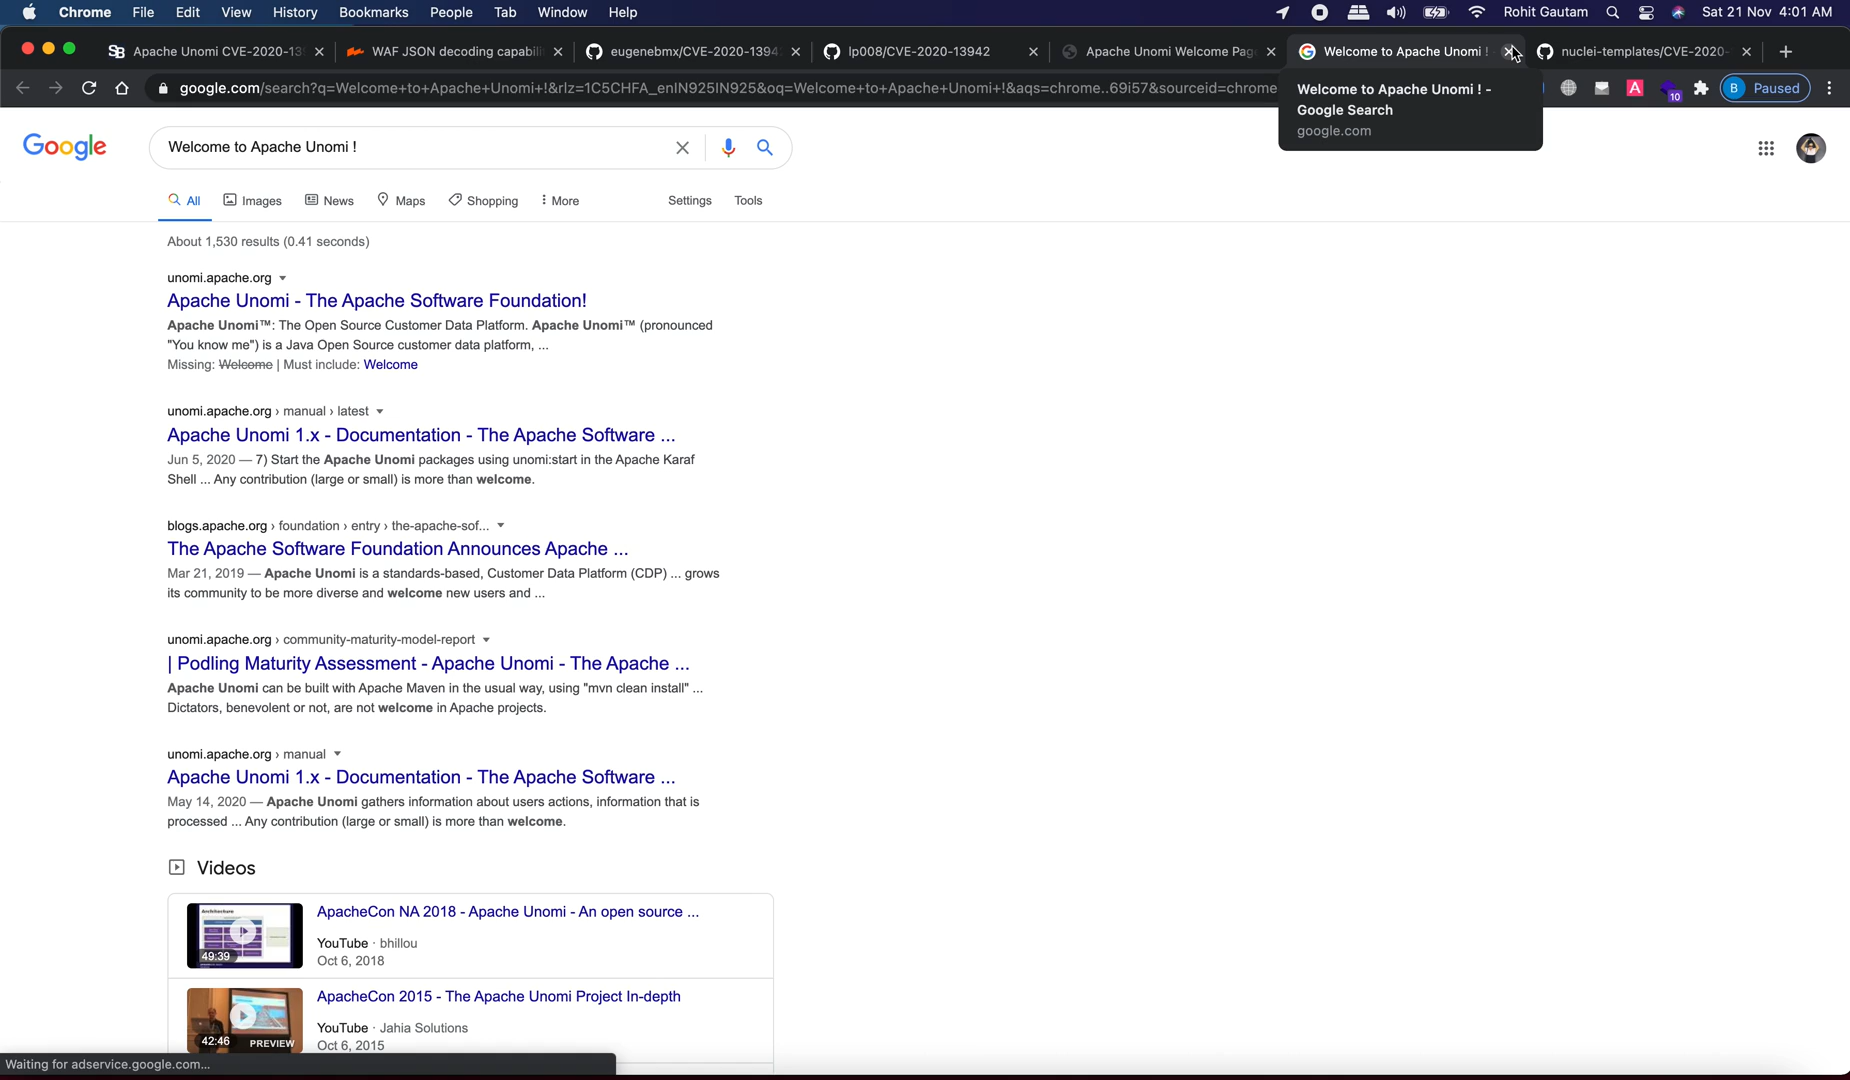 Chrome File Edit View History Bookmarks People Tab Window Help Rohit Gautam Sat 21 Nov 4:01 AM
SB Apache Unomi CVE-2020-13 WAF JSON decoding capabili eugenebmx/CVE-2020-1394 lp008/CVE-2020-13942 Apache Unomi Welcome Pag Welcome to Apache Unomi ! - nuclei-templates/CVE-2020-
google.com/search?q=Welcome+to+Apache+Unomi+!&rlz=1C5CHFA_enIN925IN925&oq=Welcome+to+Apache+Unomi+!&aqs=chrome..69i57&sourceid=chrome A 10 B Paused
Welcome to Apache Unomi ! -
Google Search
google.com
Google Welcome to Apache Unomi !
All Images News Maps Shopping More Settings Tools
About 1,530 results (0.41 seconds)
unomi.apache.org
Apache Unomi - The Apache Software Foundation!
Apache Unomi™: The Open Source Customer Data Platform. Apache Unomi™ (pronounced
"You know me") is a Java Open Source customer data platform, ...
Missing: Welcome | Must include: Welcome
unomi.apache.org › manual › latest
Apache Unomi 1.x - Documentation - The Apache Software ...
Jun 5, 2020 — 7) Start the Apache Unomi packages using unomi:start in the Apache Karaf
Shell ... Any contribution (large or small) is more than welcome.
blogs.apache.org › foundation › entry › the-apache-sof...
The Apache Software Foundation Announces Apache ...
Mar 21, 2019 — Apache Unomi is a standards-based, Customer Data Platform (CDP) ... grows
its community to be more diverse and welcome new users and ...
unomi.apache.org › community-maturity-model-report
| Podling Maturity Assessment - Apache Unomi - The Apache ...
Apache Unomi can be built with Apache Maven in the usual way, using "mvn clean install" ...
Dictators, benevolent or not, are not welcome in Apache projects.
unomi.apache.org › manual
Apache Unomi 1.x - Documentation - The Apache Software ...
May 14, 2020 — Apache Unomi gathers information about users actions, information that is
processed ... Any contribution (large or small) is more than welcome.
Videos
Architecture
49:39
ApacheCon NA 2018 - Apache Unomi - An open source ...
YouTube · bhillou
Oct 6, 2018
42:46 PREVIEW
ApacheCon 2015 - The Apache Unomi Project In-depth
YouTube · Jahia Solutions
Oct 6, 2015
Waiting for adservice.google.com...